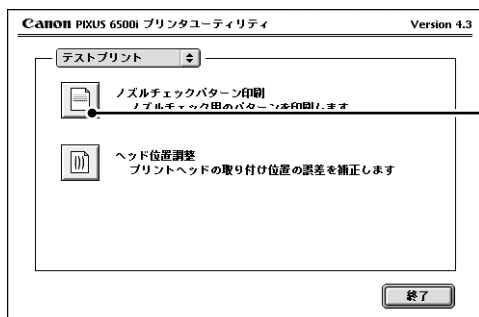 Canon PIXUS 6500i プリンタユーティリティ Version 4.3
テストプリント
ノズルチェックパターン印刷
ノズルチェック用のパターンを印刷します
ヘッド位置調整
プリントヘッドの取り付け位置の誤差を補正します
終了